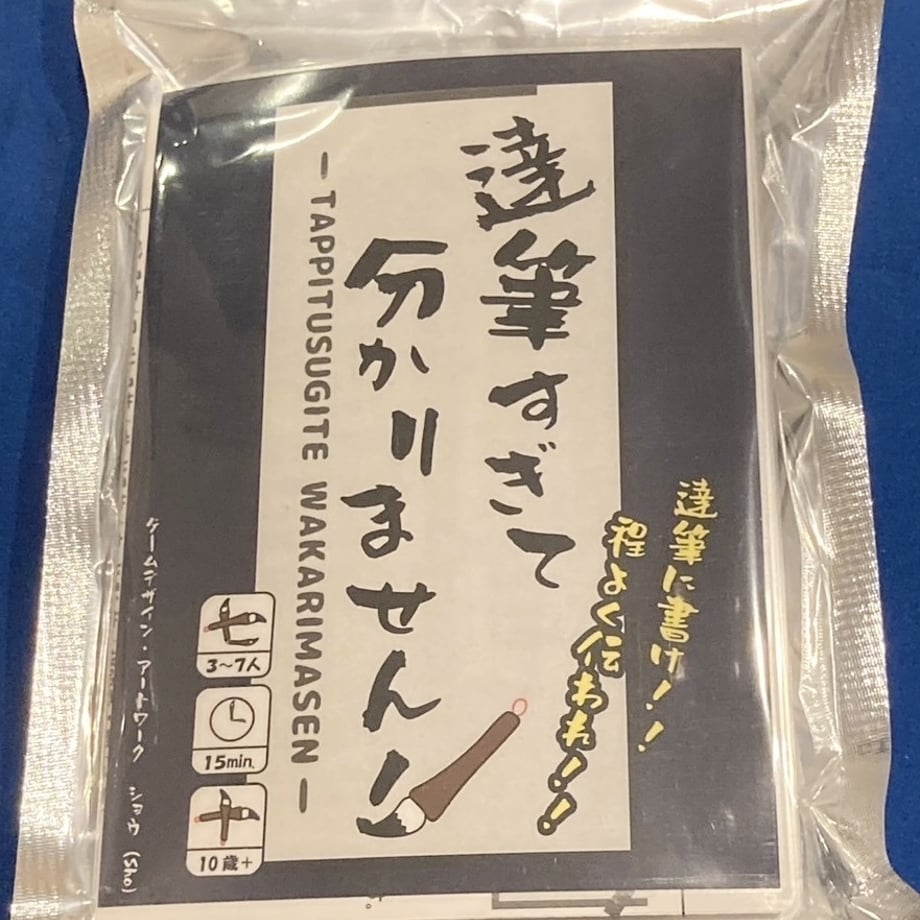 達筆すぎて
分かりません!
— TAPPITUSUGITE WAKARIMASEN —
達筆に書け!!
程よく伝われ!!
3〜7人
15min.
10歳+
ゲームデザイン・アートワーク ショウ (Sho)